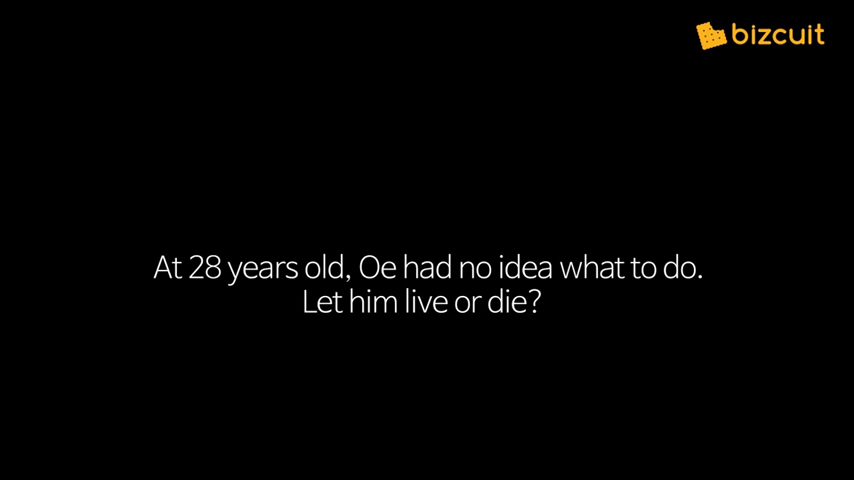 bizcuit
At 28 years old, Oe had no idea what to do.
Let him live or die?